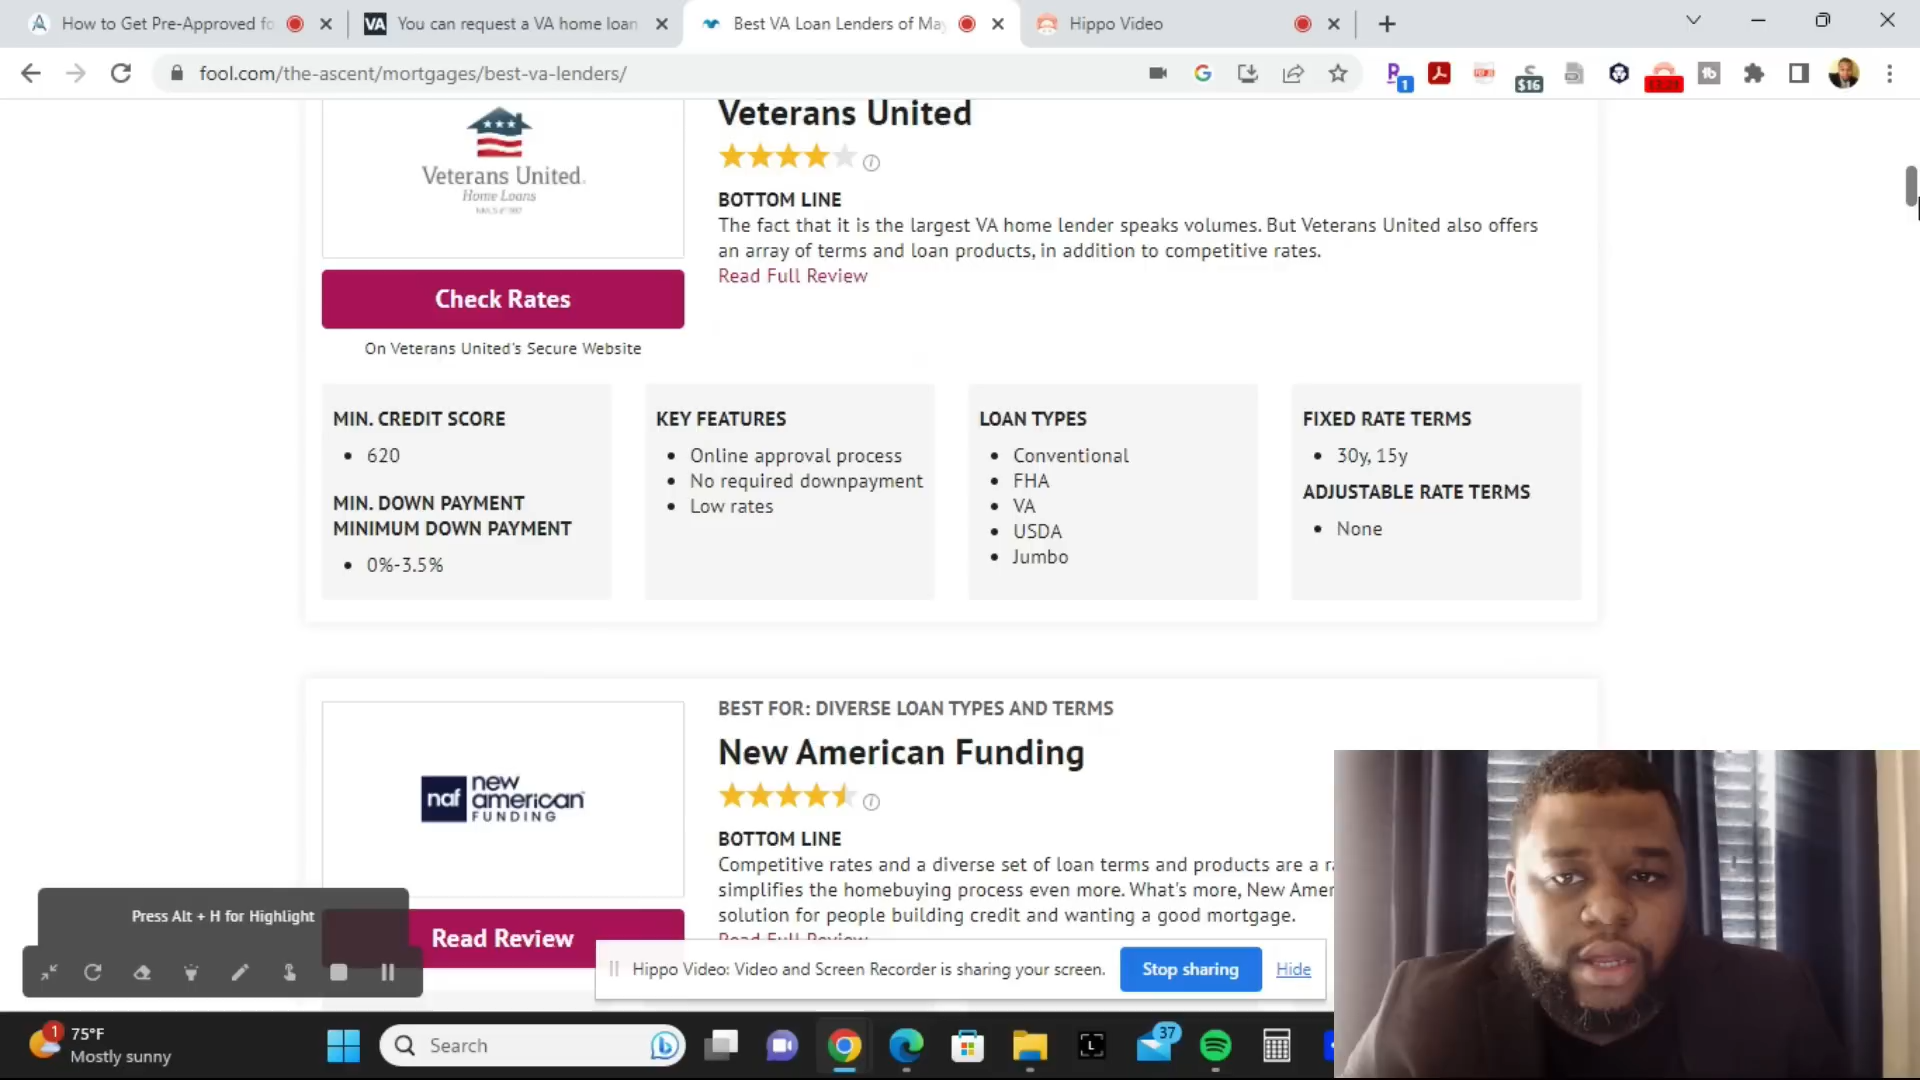 How to Get Pre-Approved fo
You can request a VA home loan
Best VA Loan Lenders of May
Hippo Video
fool.com/the-ascent/mortgages/best-va-lenders/
1
$16
Veterans United
Home Loans
Check Rates
On Veterans United's Secure Website
Veterans United
BOTTOM LINE
The fact that it is the largest VA home lender speaks volumes. But Veterans United also offers
an array of terms and loan products, in addition to competitive rates.
Read Full Review
MIN. CREDIT SCORE
620
MIN. DOWN PAYMENT
MINIMUM DOWN PAYMENT
0%-3.5%
KEY FEATURES
Online approval process
No required downpayment
Low rates
LOAN TYPES
Conventional
FHA
VA
USDA
Jumbo
FIXED RATE TERMS
30y, 15y
ADJUSTABLE RATE TERMS
None
naf new
american
FUNDING
Read Review
BEST FOR: DIVERSE LOAN TYPES AND TERMS
New American Funding
BOTTOM LINE
Competitive rates and a diverse set of loan terms and products are a
simplifies the homebuying process even more. What's more, New Amer
solution for people building credit and wanting a good mortgage.
Read Full Review
Press Alt + H for Highlight
Hippo Video: Video and Screen Recorder is sharing your screen.
Stop sharing
Hide
1
75°F
Mostly sunny
Search
L
37